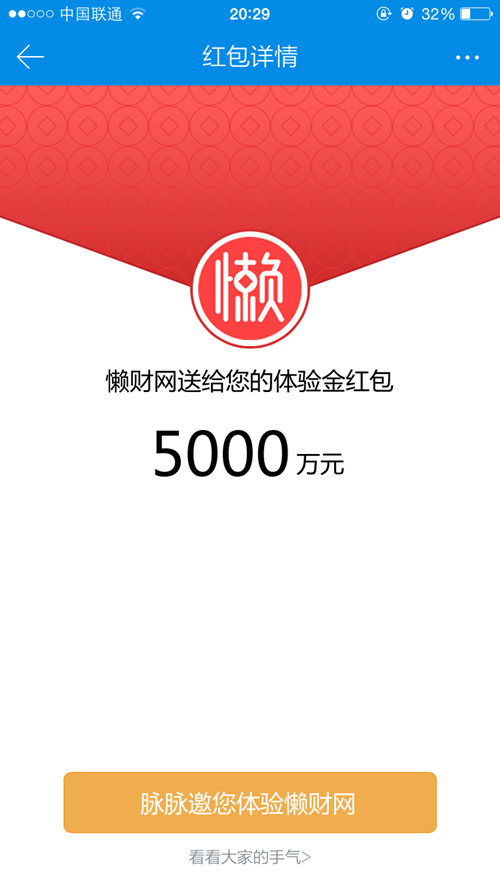 中国联通 20:29 32%
红包详情
懒
懒财网送给您的体验金红包
5000 万元
脉脉邀您体验懒财网
看看大家的手气>